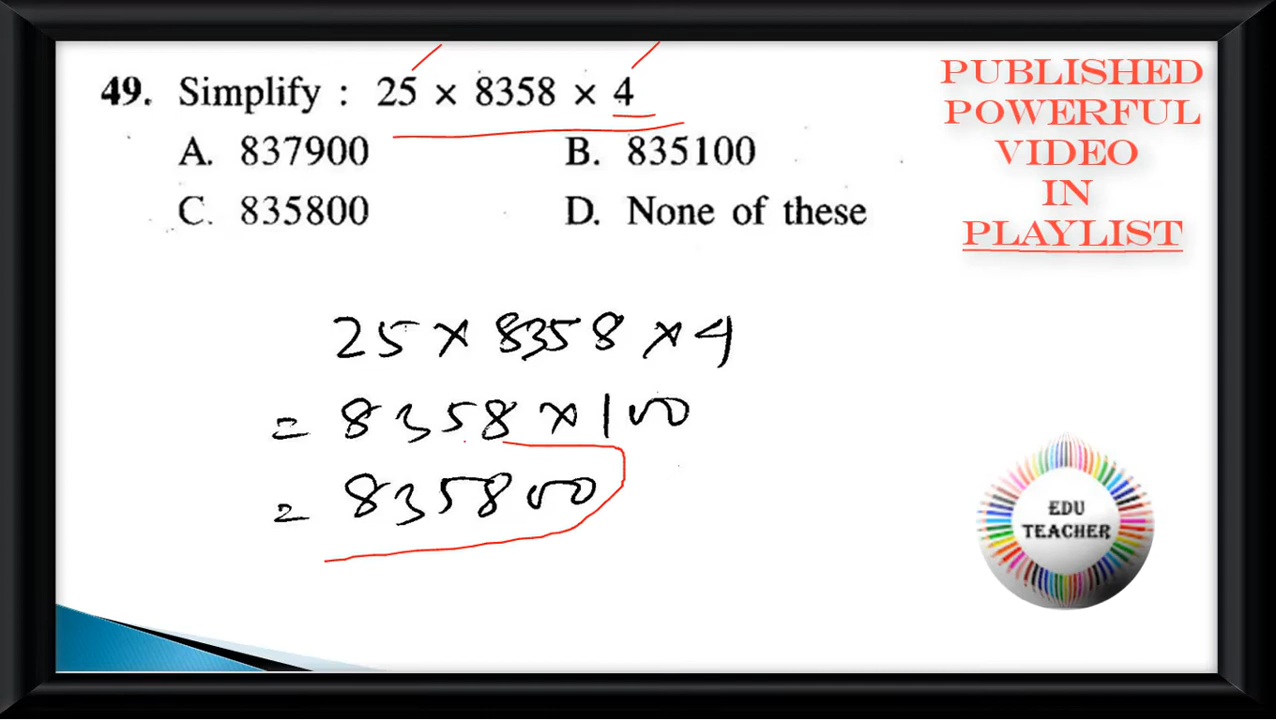 49. Simplify : 25 × 8358 × 4
A. 837900 B. 835100
C. 835800 D. None of these
25 × 8358 × 4
= 8358 × 100
= 835800
PUBLISHED
POWERFUL
VIDEO
IN
PLAYLIST
EDU
TEACHER